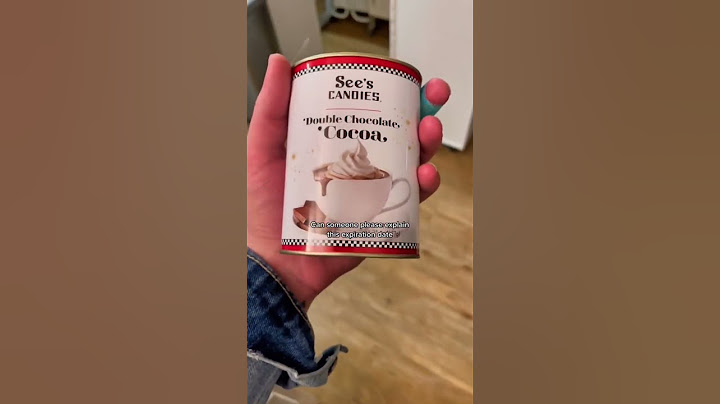 See's
CANDIES
Double Chocolate
Cocoa
Can someone please explain
this expiration date